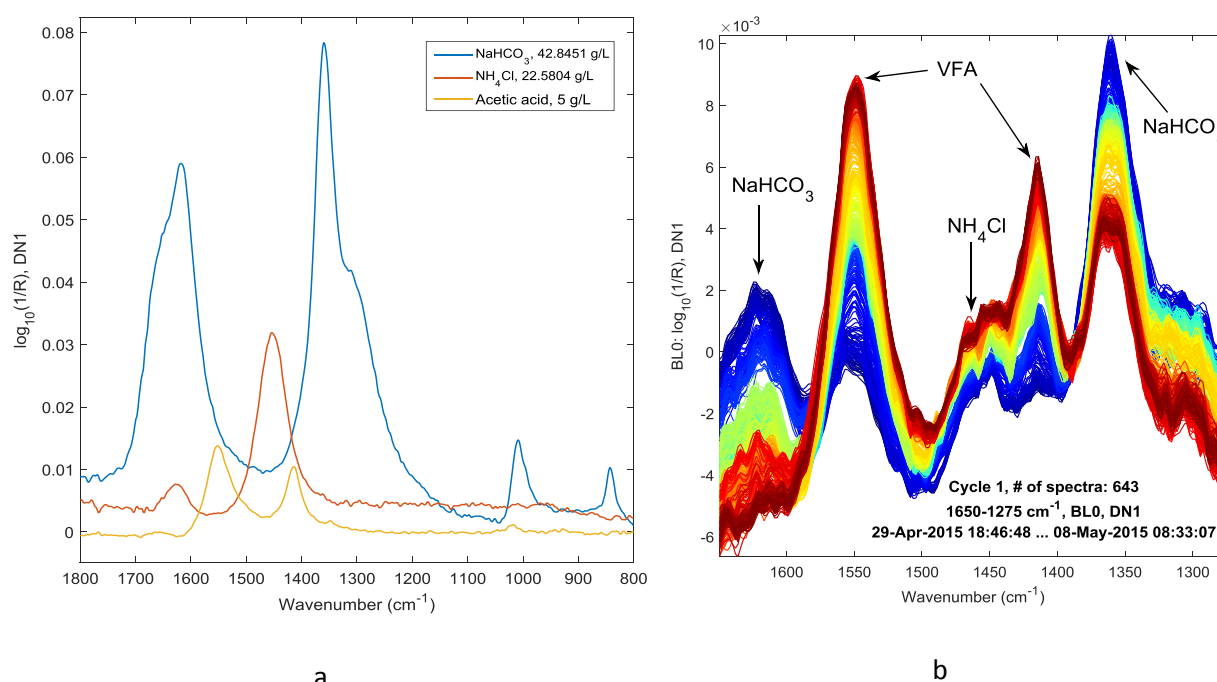 0.08
0.07
0.06
0.05
0.04
0.03
0.02
0.01
0
log₁₀(1/R), DN1
NaHCO₃, 42.8451 g/L
NH₄Cl, 22.5804 g/L
Acetic acid, 5 g/L
1800 1700 1600 1500 1400 1300 1200 1100 1000 900 800
Wavenumber (cm⁻¹)
a
×10⁻³
10
8
6
4
2
0
-2
-4
-6
BL0: log₁₀(1/R), DN1
VFA
NaHCO
NaHCO₃
NH₄Cl
Cycle 1, # of spectra: 643
1650-1275 cm⁻¹, BL0, DN1
29-Apr-2015 18:46:48 ... 08-May-2015 08:33:07
1600 1550 1500 1450 1400 1350 1300
Wavenumber (cm⁻¹)
b